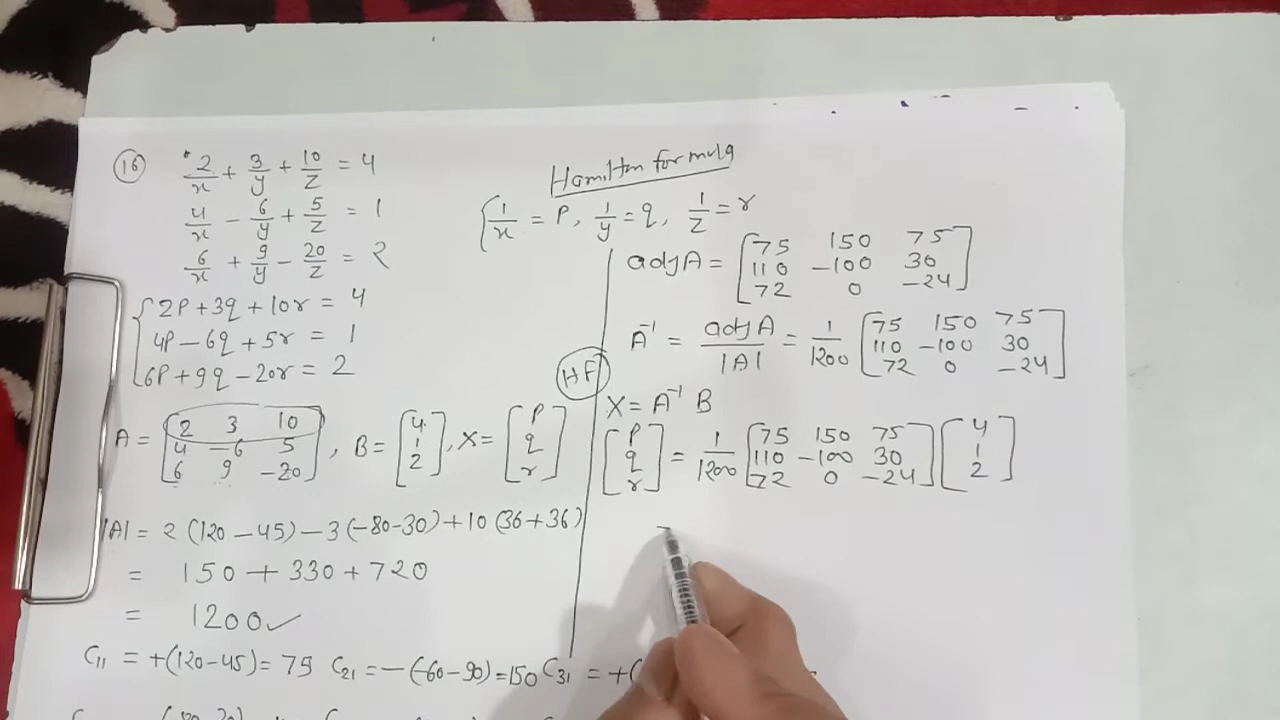 (16) 2/x + 3/y + 10/z = 4
4/x - 6/y + 5/z = 1
6/x + 9/y - 20/z = 2
{2p + 3q + 10r = 4
4p - 6q + 5r = 1
6p + 9q - 20r = 2
A = [2 3 10
4 -6 5
6 9 -20], B = [4
1
2], X = [p
q
r]
|A| = 2 (120 - 45) - 3 (-80 - 30) + 10 (36 + 36)
= 150 + 330 + 720
= 1200 ✓
C11 = +(120 - 45) = 75 C21 = -(-60 - 90) = 150 C31 = +(
Hamilton formula
{1/x = p, 1/y = q, 1/z = r
adjA = [75 150 75
110 -100 30
72 0 -24]
A⁻¹ = adjA/|A| = 1/1200 [75 150 75
110 -100 30
72 0 -24]
(HF)
X = A⁻¹ B
[p
q
r] = 1/1200 [75 150 75
110 -100 30
72 0 -24] [4
1
2]